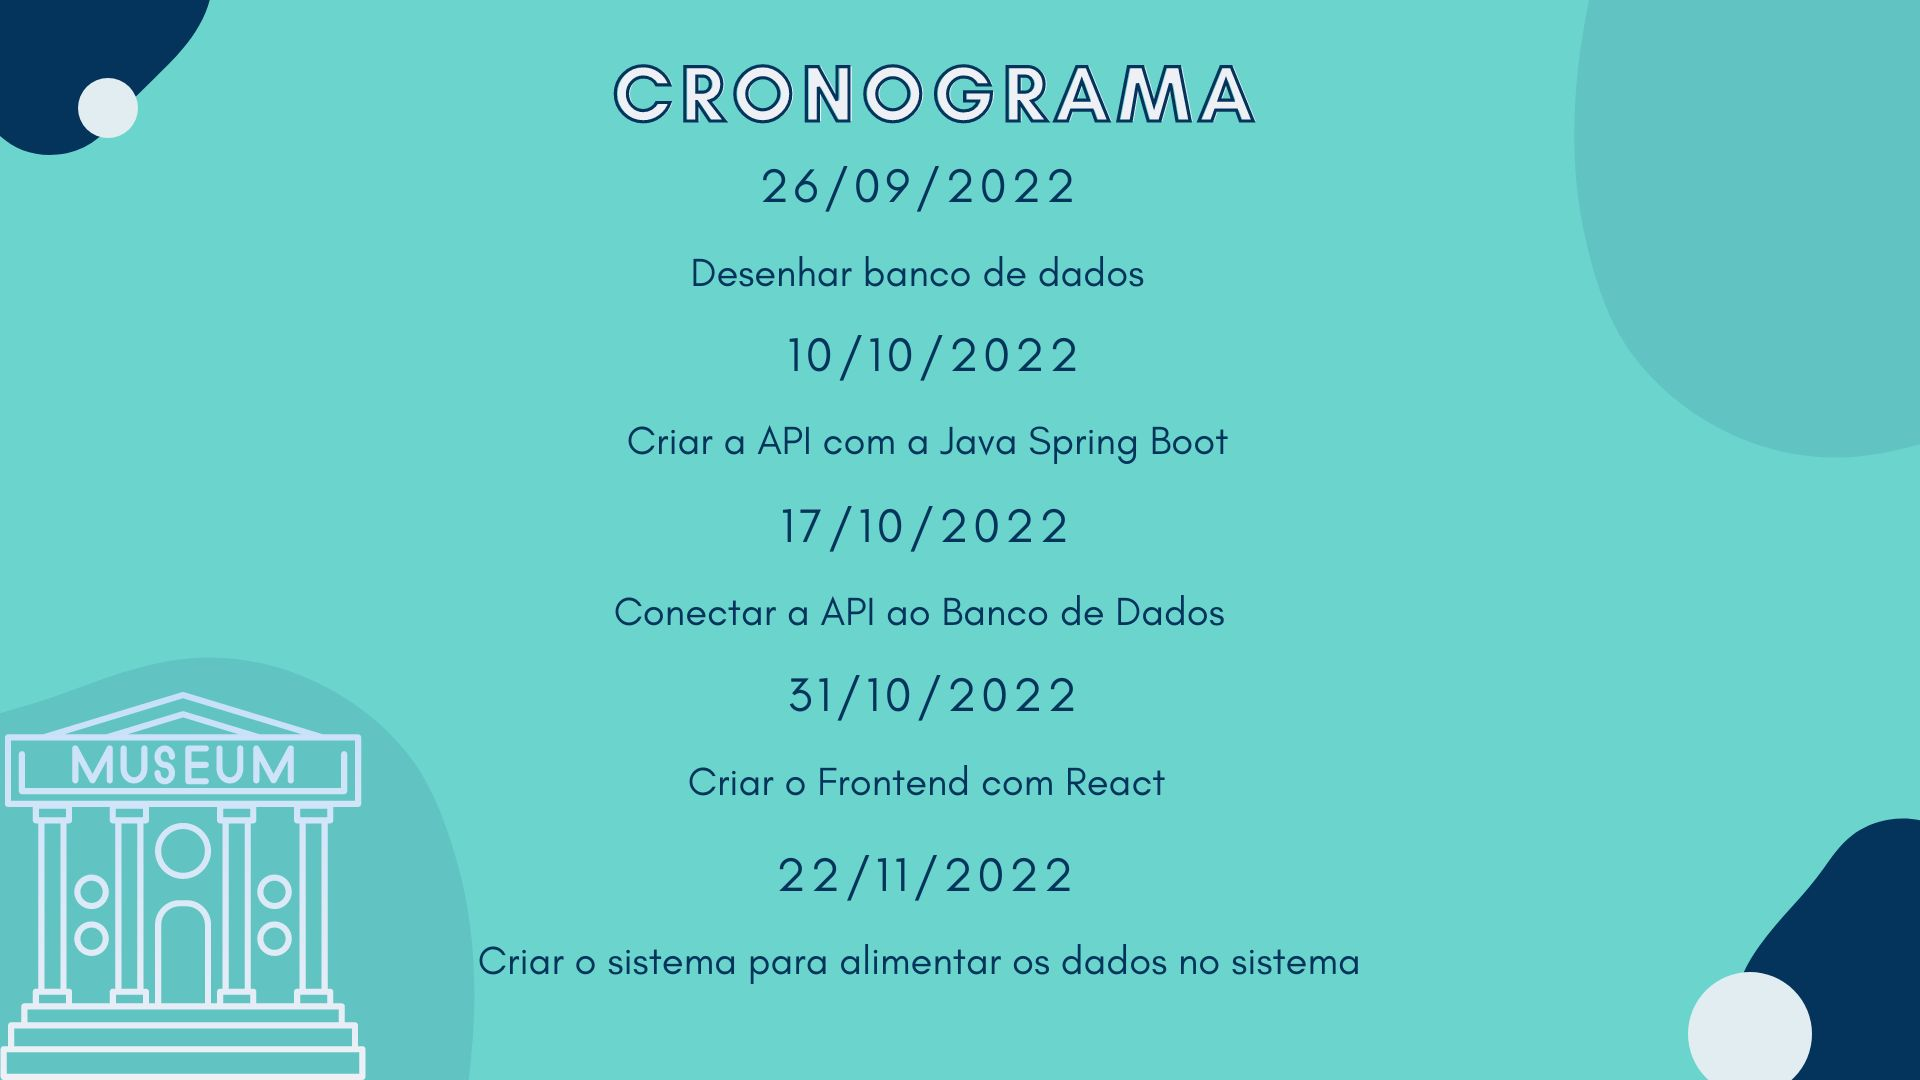 CRONOGRAMA
26/09/2022
Desenhar banco de dados
10/10/2022
Criar a API com a Java Spring Boot
17/10/2022
Conectar a API ao Banco de Dados
31/10/2022
Criar o Frontend com React
22/11/2022
Criar o sistema para alimentar os dados no sistema
MUSEUM